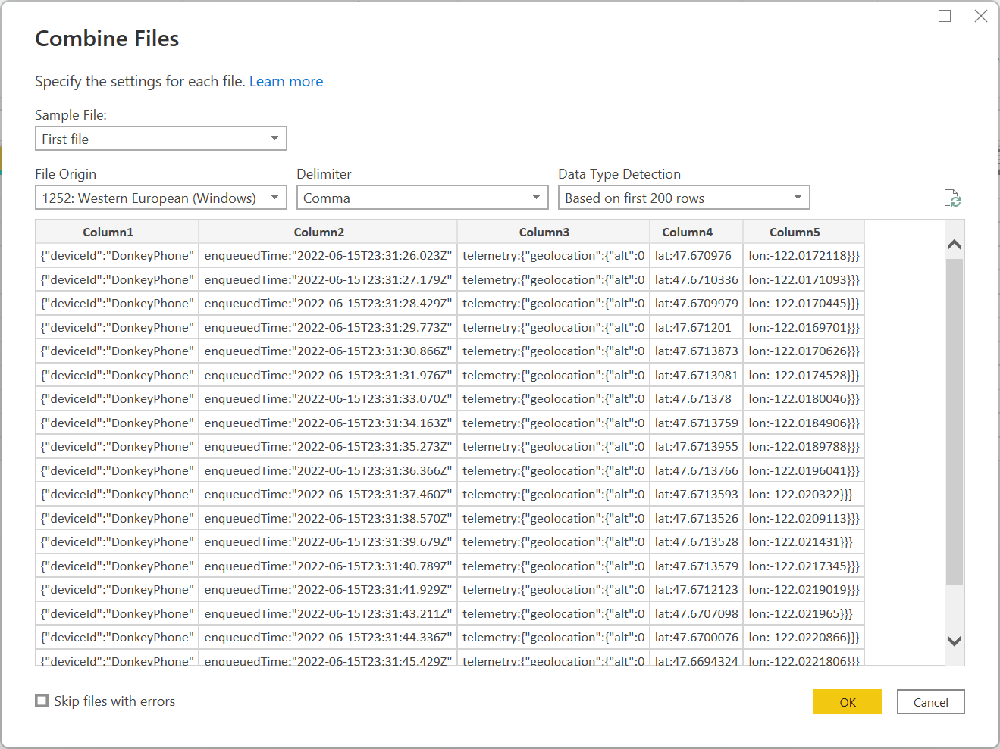 Combine Files
Specify the settings for each file. Learn more
Sample File:
First file
File Origin Delimiter Data Type Detection
1252: Western European (Windows) Comma Based on first 200 rows
Column1 Column2 Column3 Column4 Column5
{"deviceId":"DonkeyPhone" enqueuedTime:"2022-06-15T23:31:26.023Z" telemetry:{"geolocation":{"alt":0 lat:47.670976 lon:-122.0172118}}}
{"deviceId":"DonkeyPhone" enqueuedTime:"2022-06-15T23:31:27.179Z" telemetry:{"geolocation":{"alt":0 lat:47.6710336 lon:-122.0171093}}}
{"deviceId":"DonkeyPhone" enqueuedTime:"2022-06-15T23:31:28.429Z" telemetry:{"geolocation":{"alt":0 lat:47.6709979 lon:-122.0170445}}}
{"deviceId":"DonkeyPhone" enqueuedTime:"2022-06-15T23:31:29.773Z" telemetry:{"geolocation":{"alt":0 lat:47.671201 lon:-122.0169701}}}
{"deviceId":"DonkeyPhone" enqueuedTime:"2022-06-15T23:31:30.866Z" telemetry:{"geolocation":{"alt":0 lat:47.6713873 lon:-122.0170626}}}
{"deviceId":"DonkeyPhone" enqueuedTime:"2022-06-15T23:31:31.976Z" telemetry:{"geolocation":{"alt":0 lat:47.6713981 lon:-122.0174528}}}
{"deviceId":"DonkeyPhone" enqueuedTime:"2022-06-15T23:31:33.070Z" telemetry:{"geolocation":{"alt":0 lat:47.671378 lon:-122.0180046}}}
{"deviceId":"DonkeyPhone" enqueuedTime:"2022-06-15T23:31:34.163Z" telemetry:{"geolocation":{"alt":0 lat:47.6713759 lon:-122.0184906}}}
{"deviceId":"DonkeyPhone" enqueuedTime:"2022-06-15T23:31:35.273Z" telemetry:{"geolocation":{"alt":0 lat:47.6713955 lon:-122.0189788}}}
{"deviceId":"DonkeyPhone" enqueuedTime:"2022-06-15T23:31:36.366Z" telemetry:{"geolocation":{"alt":0 lat:47.6713766 lon:-122.0196041}}}
{"deviceId":"DonkeyPhone" enqueuedTime:"2022-06-15T23:31:37.460Z" telemetry:{"geolocation":{"alt":0 lat:47.6713593 lon:-122.020322}}}
{"deviceId":"DonkeyPhone" enqueuedTime:"2022-06-15T23:31:38.570Z" telemetry:{"geolocation":{"alt":0 lat:47.6713526 lon:-122.0209113}}}
{"deviceId":"DonkeyPhone" enqueuedTime:"2022-06-15T23:31:39.679Z" telemetry:{"geolocation":{"alt":0 lat:47.6713528 lon:-122.021431}}}
{"deviceId":"DonkeyPhone" enqueuedTime:"2022-06-15T23:31:40.789Z" telemetry:{"geolocation":{"alt":0 lat:47.6713579 lon:-122.0217345}}}
{"deviceId":"DonkeyPhone" enqueuedTime:"2022-06-15T23:31:41.929Z" telemetry:{"geolocation":{"alt":0 lat:47.6712123 lon:-122.0219019}}}
{"deviceId":"DonkeyPhone" enqueuedTime:"2022-06-15T23:31:43.211Z" telemetry:{"geolocation":{"alt":0 lat:47.6707098 lon:-122.021965}}}
{"deviceId":"DonkeyPhone" enqueuedTime:"2022-06-15T23:31:44.336Z" telemetry:{"geolocation":{"alt":0 lat:47.6700076 lon:-122.0220866}}}
{"deviceId":"DonkeyPhone" enqueuedTime:"2022-06-15T23:31:45.429Z" telemetry:{"geolocation":{"alt":0 lat:47.6694324 lon:-122.0221806}}}
Skip files with errors OK Cancel